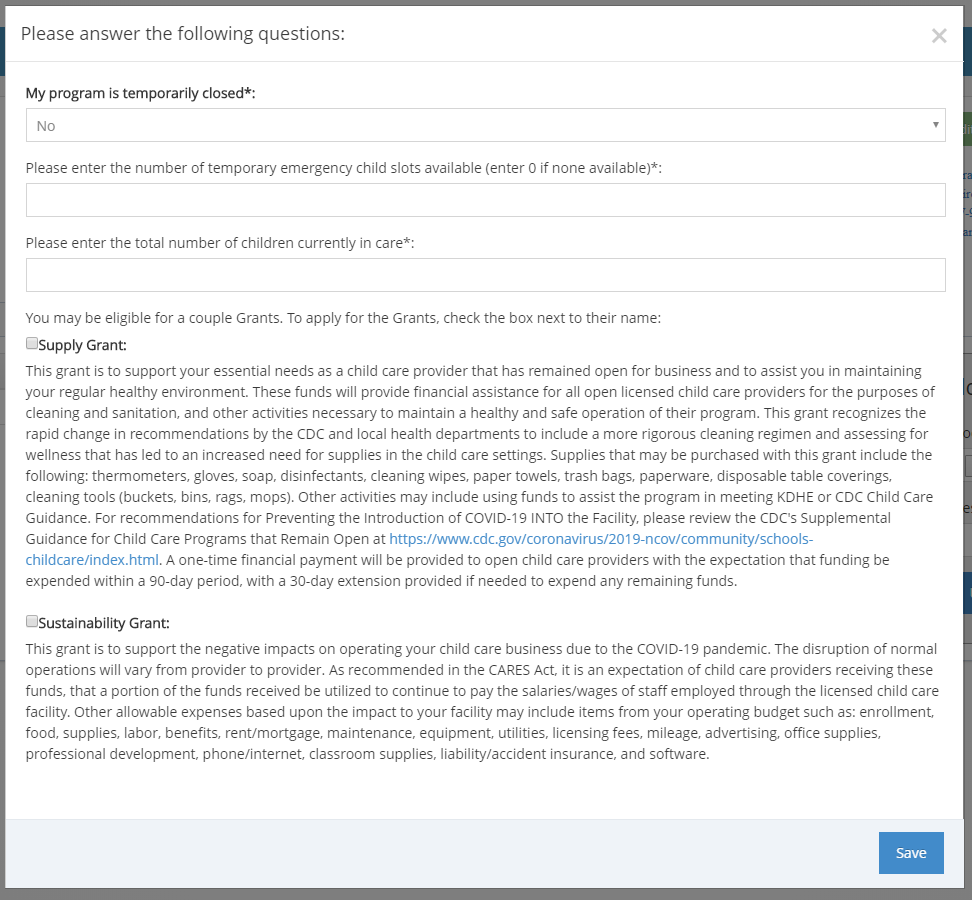 Please answer the following questions:
×
My program is temporarily closed*:
No
Please enter the number of temporary emergency child slots available (enter 0 if none available)*:
Please enter the total number of children currently in care*:
You may be eligible for a couple Grants. To apply for the Grants, check the box next to their name:
Supply Grant:
This grant is to support your essential needs as a child care provider that has remained open for business and to assist you in maintaining
your regular healthy environment. These funds will provide financial assistance for all open licensed child care providers for the purposes of
cleaning and sanitation, and other activities necessary to maintain a healthy and safe operation of their program. This grant recognizes the
rapid change in recommendations by the CDC and local health departments to include a more rigorous cleaning regimen and assessing for
wellness that has led to an increased need for supplies in the child care settings. Supplies that may be purchased with this grant include the
following: thermometers, gloves, soap, disinfectants, cleaning wipes, paper towels, trash bags, paperware, disposable table coverings,
cleaning tools (buckets, bins, rags, mops). Other activities may include using funds to assist the program in meeting KDHE or CDC Child Care
Guidance. For recommendations for Preventing the Introduction of COVID-19 INTO the Facility, please review the CDC's Supplemental
Guidance for Child Care Programs that Remain Open at https://www.cdc.gov/coronavirus/2019-ncov/community/schools-
childcare/index.html. A one-time financial payment will be provided to open child care providers with the expectation that funding be
expended within a 90-day period, with a 30-day extension provided if needed to expend any remaining funds.
Sustainability Grant:
This grant is to support the negative impacts on operating your child care business due to the COVID-19 pandemic. The disruption of normal
operations will vary from provider to provider. As recommended in the CARES Act, it is an expectation of child care providers receiving these
funds, that a portion of the funds received be utilized to continue to pay the salaries/wages of staff employed through the licensed child care
facility. Other allowable expenses based upon the impact to your facility may include items from your operating budget such as: enrollment,
food, supplies, labor, benefits, rent/mortgage, maintenance, equipment, utilities, licensing fees, mileage, advertising, office supplies,
professional development, phone/internet, classroom supplies, liability/accident insurance, and software.
Save